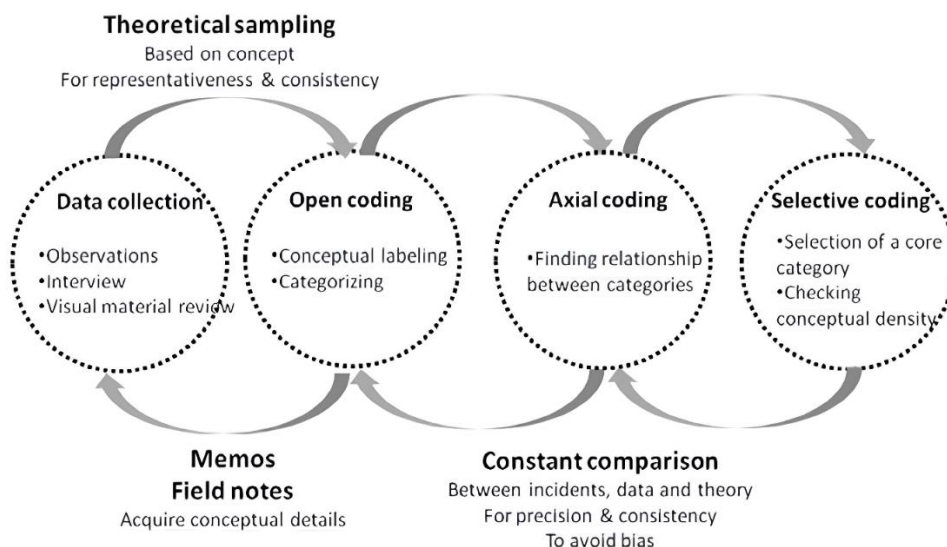 Theoretical sampling
Based on concept
For representativeness & consistency
Data collection
•Observations
•Interview
•Visual material review
Open coding
•Conceptual labeling
•Categorizing
Axial coding
•Finding relationship
between categories
Selective coding
•Selection of a core
category
•Checking
conceptual density
Memos
Field notes
Acquire conceptual details
Constant comparison
Between incidents, data and theory
For precision & consistency
To avoid bias